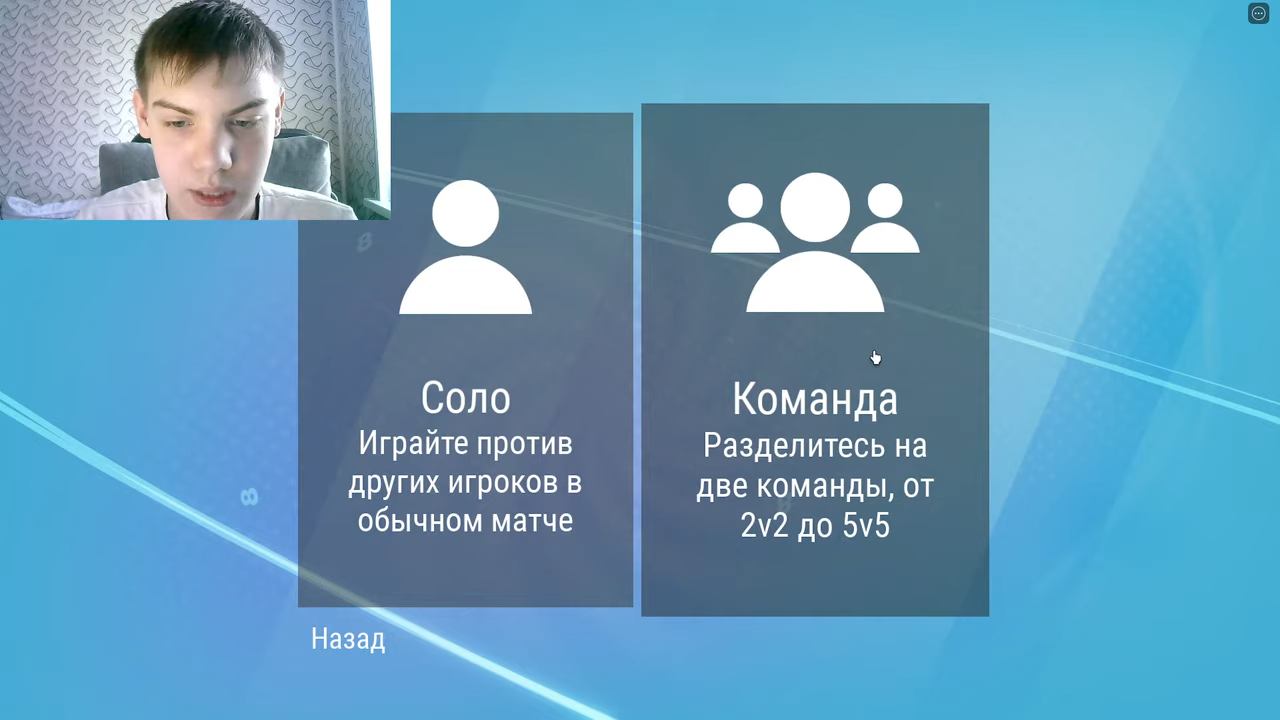 Соло
Играйте против
других игроков в
обычном матче
Команда
Разделитесь на
две команды, от
2v2 до 5v5
Назад